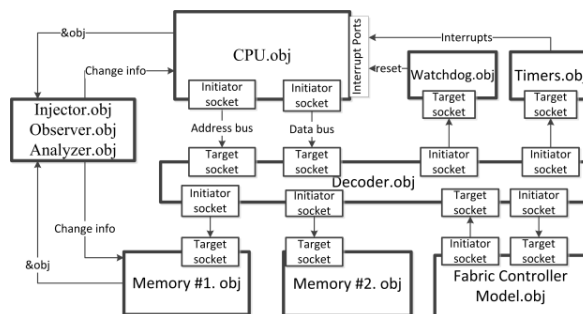 &obj
CPU.obj
Interrupt Ports
Interrupts
Change info
reset
Watchdog.obj
Timers.obj
Initiator socket
Initiator socket
Target socket
Target socket
Injector.obj
Observer.obj
Analyzer.obj
Address bus
Data bus
Target socket
Target socket
Initiator socket
Initiator socket
Decoder.obj
Initiator socket
Initiator socket
Target socket
Initiator socket
Change info
&obj
Target socket
Target socket
Initiator socket
Target socket
Memory #1. obj
Memory #2. obj
Fabric Controller
Model.obj